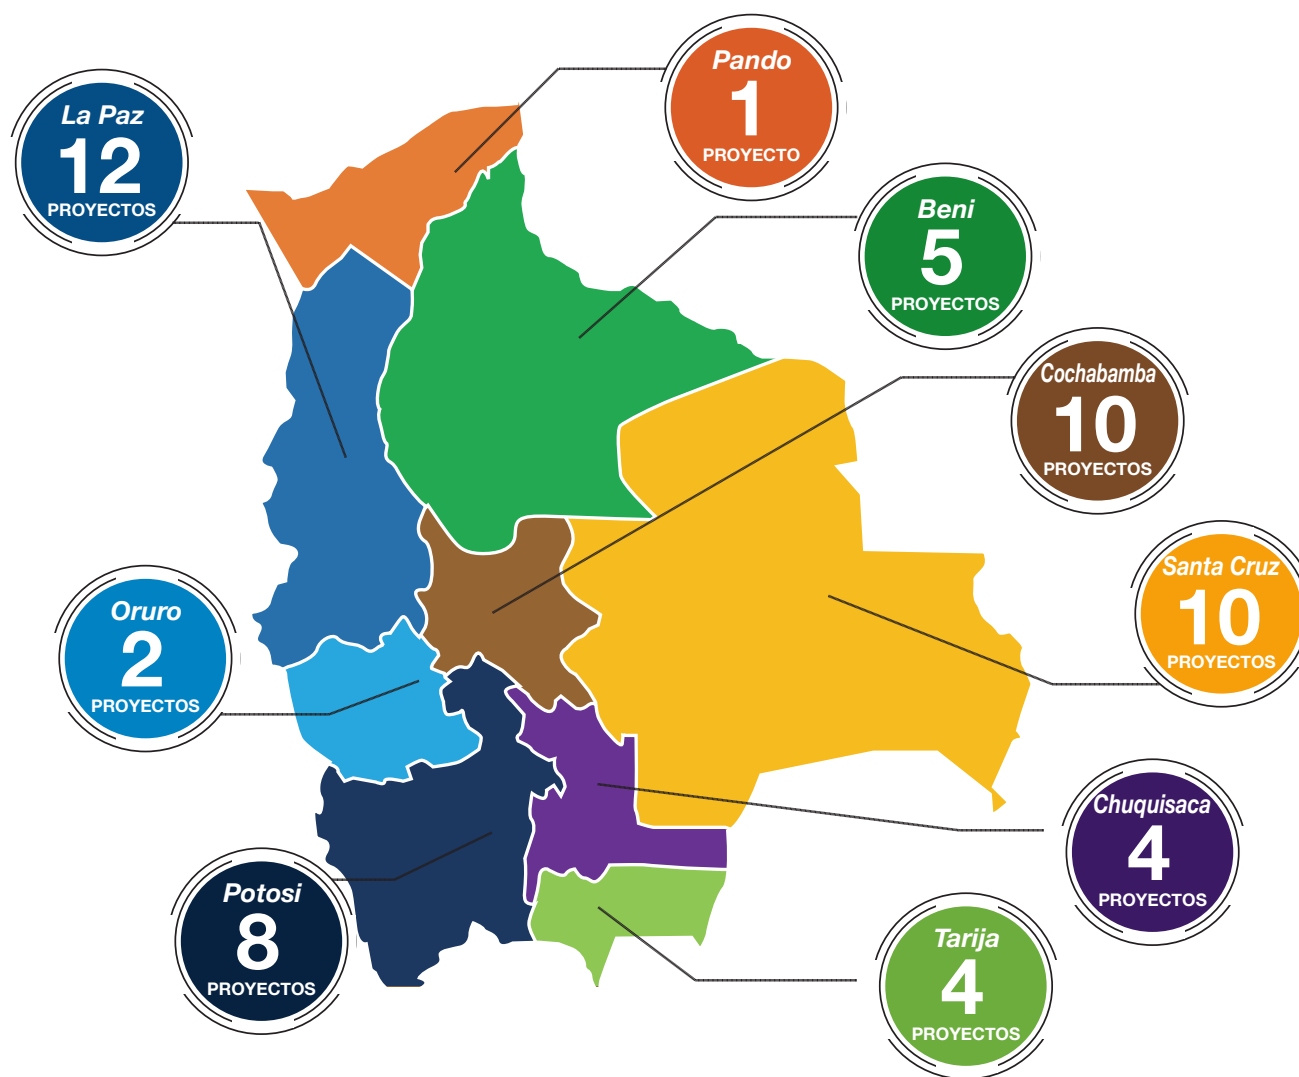 La Paz
12
PROYECTOS
Pando
1
PROYECTO
Beni
5
PROYECTOS
Cochabamba
10
PROYECTOS
Santa Cruz
10
PROYECTOS
Oruro
2
PROYECTOS
Chuquisaca
4
PROYECTOS
Potosi
8
PROYECTOS
Tarija
4
PROYECTOS